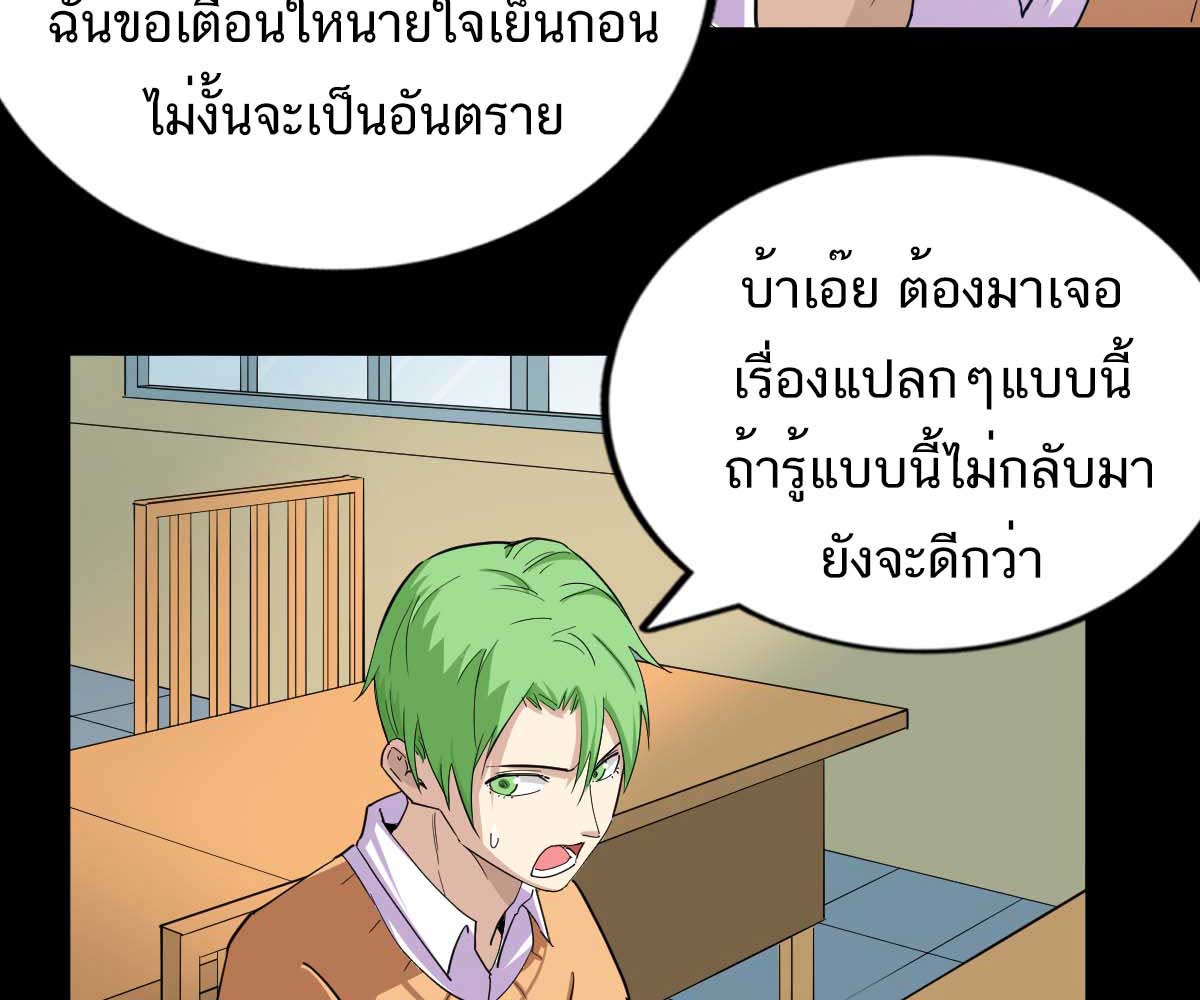 ฉันขอเตือนให้นายใจเย็นก่อน
ไม่งั้นจะเป็นอันตราย
บ้าเอ๊ย ต้องมาเจอ
เรื่องแปลกๆแบบนี้
ถ้ารู้แบบนี้ไม่กลับมา
ยังจะดีกว่า